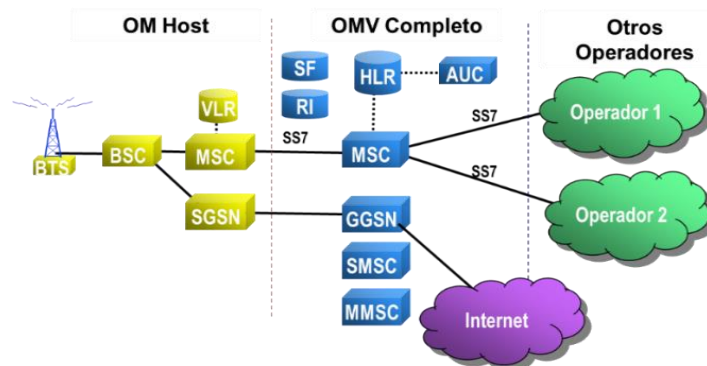 OM Host
OMV Completo
Otros
Operadores
SF
HLR
AUC
VLR
RI
SS7
Operador 1
BTS
BSC
MSC
SS7
MSC
SS7
Operador 2
SGSN
GGSN
SMSC
Internet
MMSC